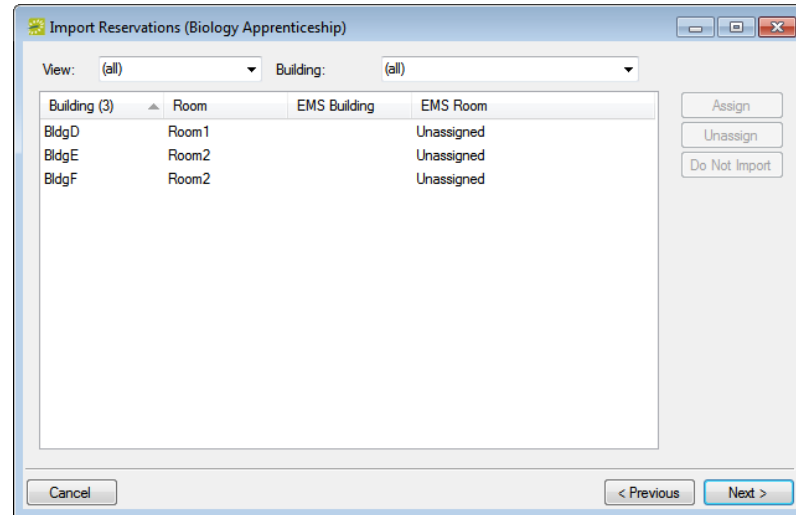 Import Reservations (Biology Apprenticeship)
View: (all) Building: (all)
Building (3) Room EMS Building EMS Room
BldgD Room1 Unassigned
BldgE Room2 Unassigned
BldgF Room2 Unassigned
Assign
Unassign
Do Not Import
Cancel < Previous Next >